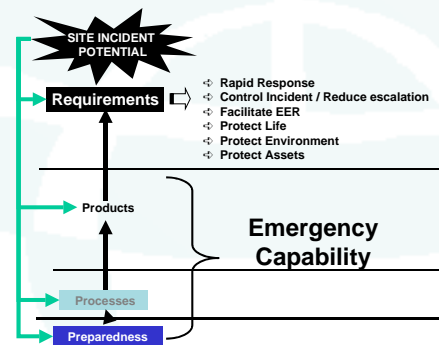 SITE INCIDENT
POTENTIAL
Requirements
Rapid Response
Control Incident / Reduce escalation
Facilitate EER
Protect Life
Protect Environment
Protect Assets
Products
Emergency
Capability
Processes
Preparedness